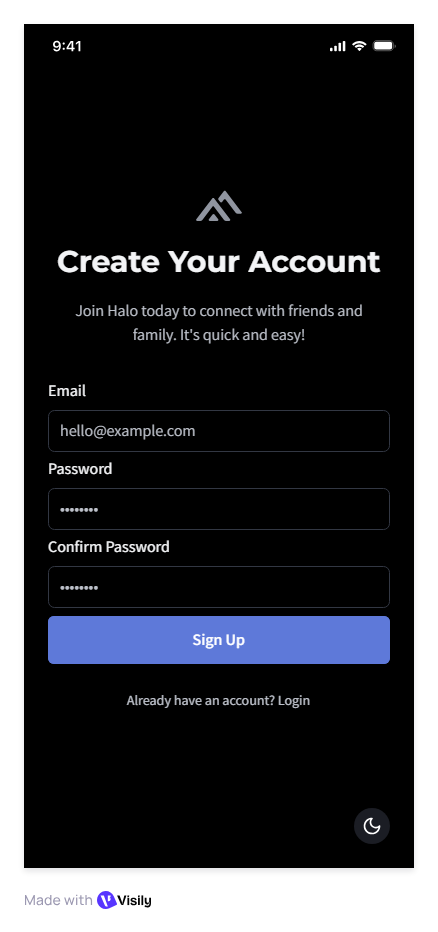 9:41
Create Your Account
Join Halo today to connect with friends and
family. It's quick and easy!
Email
hello@example.com
Password
••••••••
Confirm Password
••••••••
Sign Up
Already have an account? Login
Made with Visily